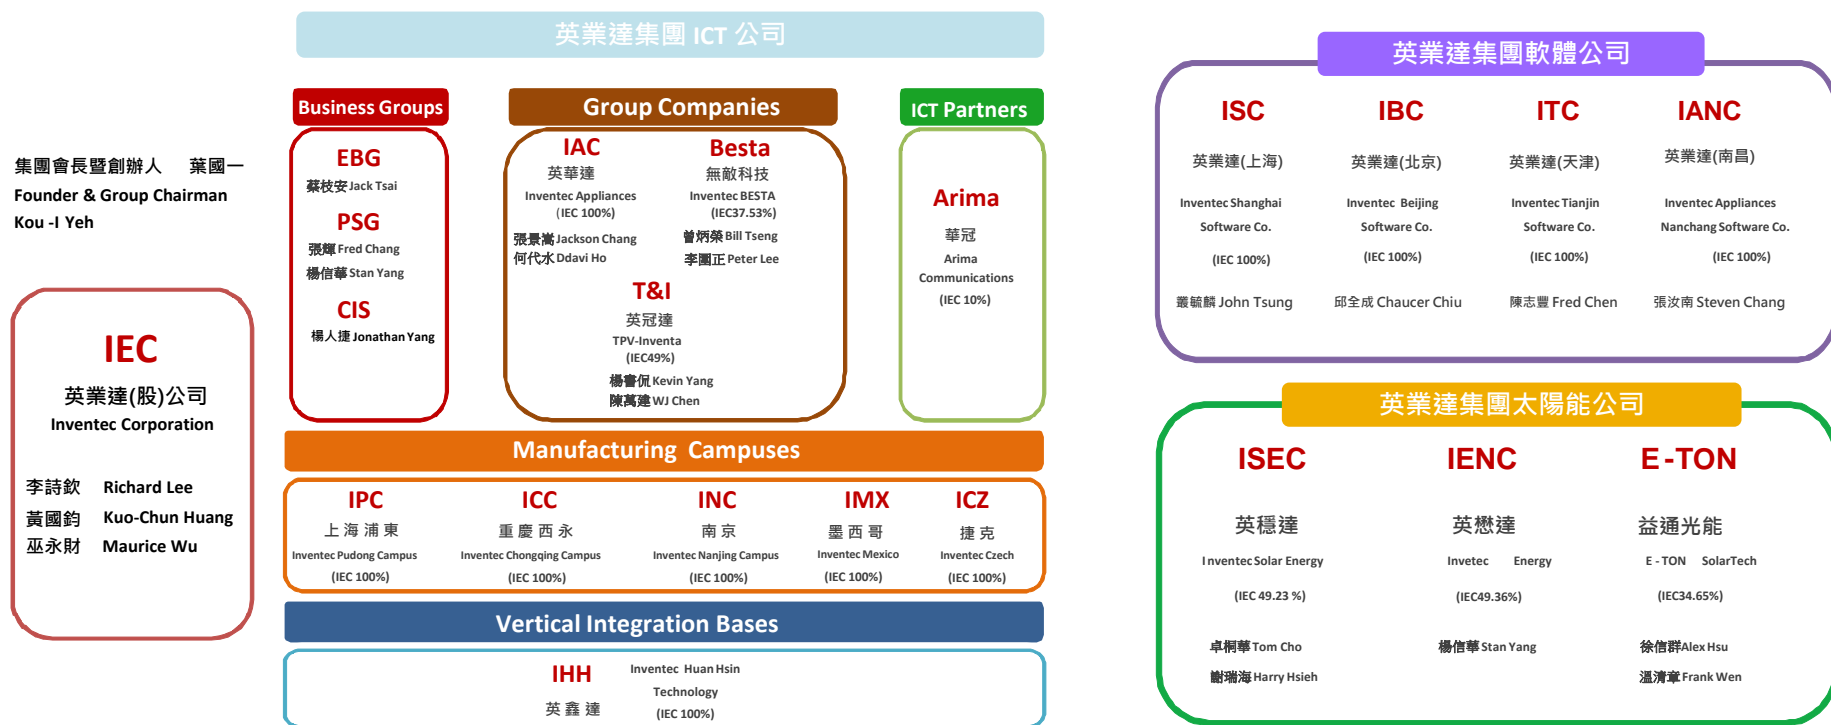 集團會長暨創辦人 葉國一
Founder & Group Chairman
Kou -I Yeh
IEC
英業達(股)公司
Inventec Corporation
李詩欽 Richard Lee
黃國鈞 Kuo-Chun Huang
巫永財 Maurice Wu
英業達集團 ICT 公司
Business Groups
EBG
蔡枝安 Jack Tsai
PSG
張輝 Fred Chang
楊信華 Stan Yang
CIS
楊人捷 Jonathan Yang
Group Companies
IAC
英華達
Inventec Appliances
(IEC 100%)
張景嵩 Jackson Chang
何代水 Ddavi Ho
Besta
無敵科技
Inventec BESTA
(IEC37.53%)
曾炳榮 Bill Tseng
李園正 Peter Lee
T&I
英冠達
TPV-Inventa
(IEC49%)
楊書侃 Kevin Yang
陳萬建 WJ Chen
ICT Partners
Arima
華冠
Arima
Communications
(IEC 10%)
Manufacturing Campuses
IPC
上海浦東
Inventec Pudong Campus
(IEC 100%)
ICC
重慶西永
Inventec Chongqing Campus
(IEC 100%)
INC
南京
Inventec Nanjing Campus
(IEC 100%)
IMX
墨西哥
Inventec Mexico
(IEC 100%)
ICZ
捷克
Inventec Czech
(IEC 100%)
Vertical Integration Bases
IHH
英鑫達
Inventec Huan Hsin
Technology
(IEC 100%)
英業達集團軟體公司
ISC
英業達(上海)
Inventec Shanghai
Software Co.
(IEC 100%)
叢毓麟 John Tsung
IBC
英業達(北京)
Inventec Beijing
Software Co.
(IEC 100%)
邱全成 Chaucer Chiu
ITC
英業達(天津)
Inventec Tianjin
Software Co.
(IEC 100%)
陳志豐 Fred Chen
IANC
英業達(南昌)
Inventec Appliances
Nanchang Software Co.
(IEC 100%)
張汝南 Steven Chang
英業達集團太陽能公司
ISEC
英穩達
Inventec Solar Energy
(IEC 49.23 %)
卓桐華 Tom Cho
謝瑞海 Harry Hsieh
IENC
英懋達
Invetec Energy
(IEC49.36%)
楊信華 Stan Yang
E -TON
益通光能
E - TON SolarTech
(IEC34.65%)
徐信群 Alex Hsu
溫清章 Frank Wen